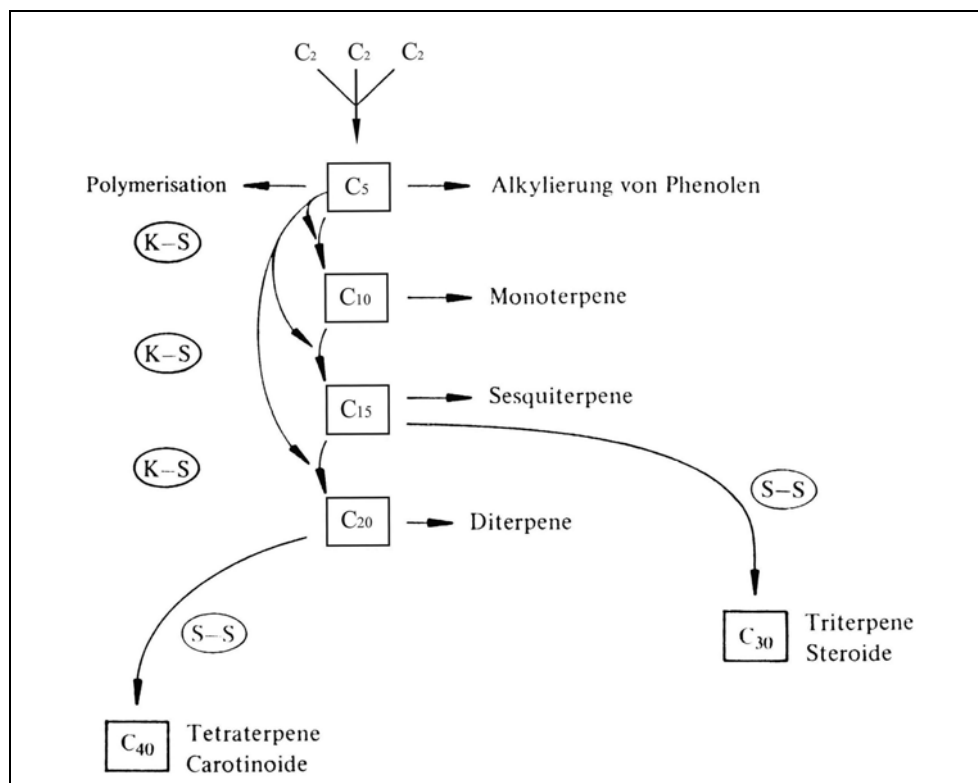 C₂ C₂ C₂
Polymerisation C₅ Alkylierung von Phenolen
K–S
C₁₀ Monoterpene
K–S
C₁₅ Sesquiterpene
K–S
S–S
C₂₀ Diterpene
S–S
C₃₀ Triterpene
Steroide
C₄₀ Tetraterpene
Carotinoide